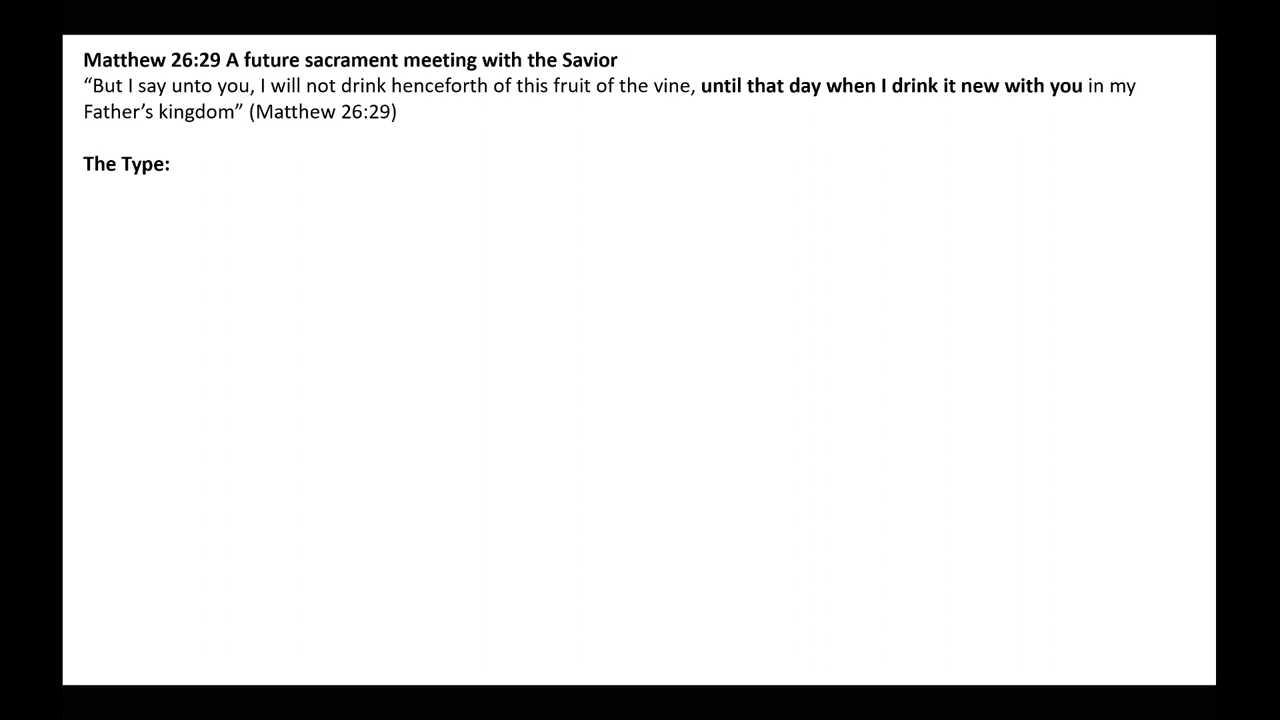 Matthew 26:29 A future sacrament meeting with the Savior
“But I say unto you, I will not drink henceforth of this fruit of the vine, until that day when I drink it new with you in my
Father’s kingdom” (Matthew 26:29)
The Type: